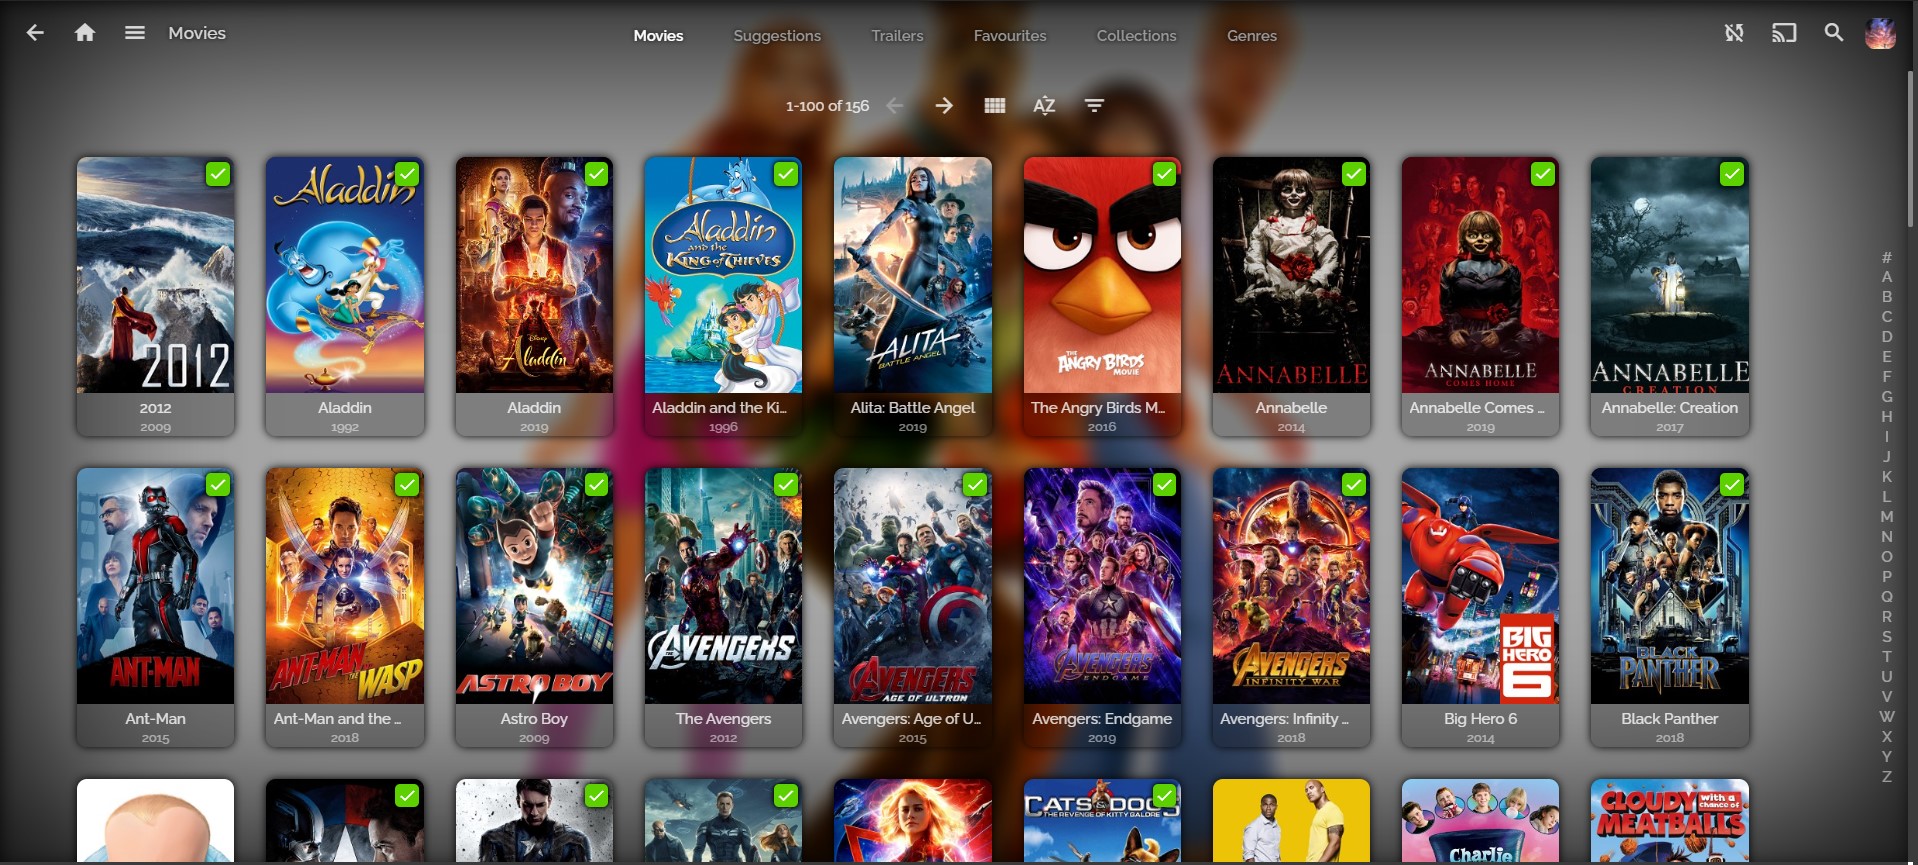 Movies
Movies
Suggestions
Trailers
Favourites
Collections
Genres
1-100 of 156
AZ
2012
Aladdin
Disney
Aladdin
Aladdin
and the
King of Thieves
ALITA
BATTLE ANGEL
THE
ANGRY BIRDS
MOVIE
ANNABELLE
ANNABELLE
COMES HOME
ANNABELLE
CREATION
2012
2009
Aladdin
1992
Aladdin
2019
Aladdin and the Ki...
1996
Alita: Battle Angel
2019
The Angry Birds M...
2016
Annabelle
2014
Annabelle Comes ...
2019
Annabelle: Creation
2017
ANT-MAN
ANT-MAN
AND THE
WASP
ASTRO BOY
AVENGERS
AVENGERS
AGE OF ULTRON
AVENGERS
ENDGAME
AVENGERS
INFINITY WAR
BIG
HERO
6
BLACK
PANTHER
Ant-Man
2015
Ant-Man and the ...
2018
Astro Boy
2009
The Avengers
2012
Avengers: Age of U...
2015
Avengers: Endgame
2019
Avengers: Infinity ...
2018
Big Hero 6
2014
Black Panther
2018
CATS & DOGS
THE REVENGE OF KITTY GALORE
Charlie
CLOUDY with a
chance of
MEATBALLS
#
A
B
C
D
E
F
G
H
I
J
K
L
M
N
O
P
Q
R
S
T
U
V
W
X
Y
Z